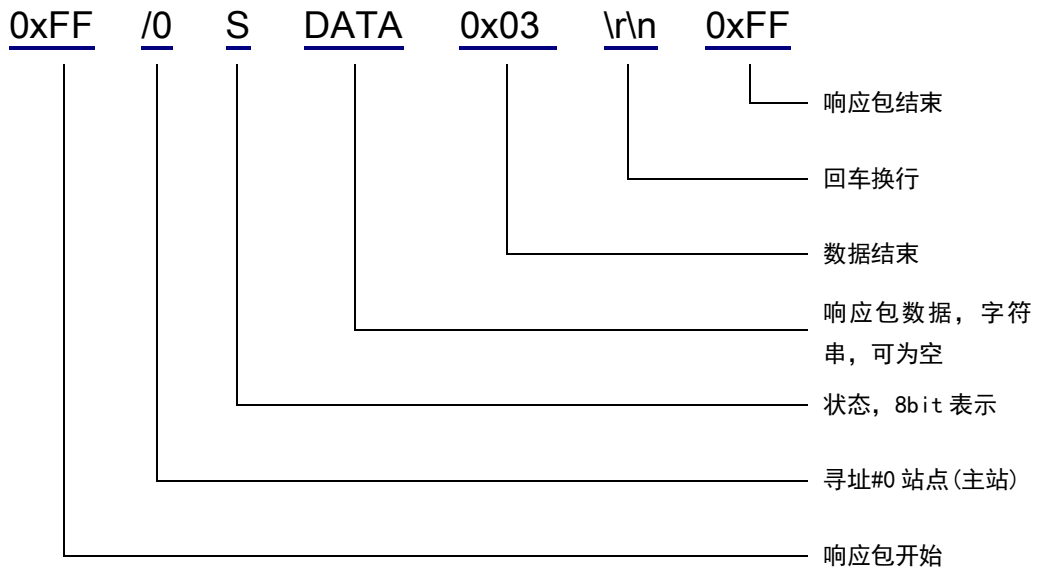 0xFF /0 S DATA 0x03 \r\n 0xFF
响应包结束
回车换行
数据结束
响应包数据，字符
串，可为空
状态，8bit 表示
寻址#0 站点(主站)
响应包开始